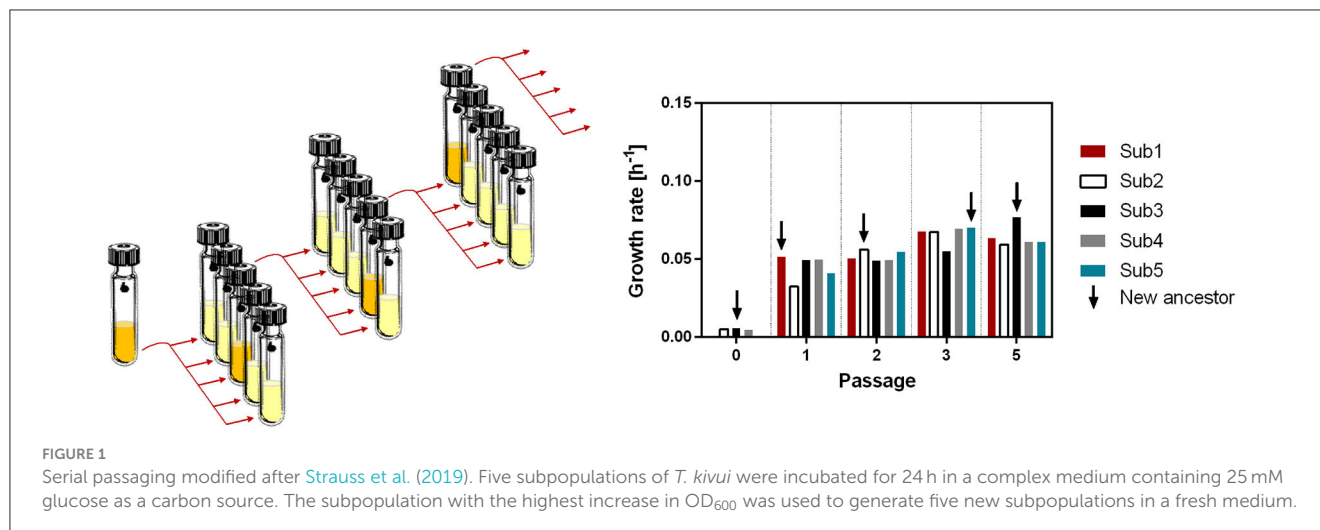 0.15
0.10
0.05
0.00
Growth rate [h⁻¹]
0 1 2 3 5
Passage
Sub1
Sub2
Sub3
Sub4
Sub5
New ancestor
FIGURE 1
Serial passaging modified after Strauss et al. (2019). Five subpopulations of T. kivui were incubated for 24 h in a complex medium containing 25 mM
glucose as a carbon source. The subpopulation with the highest increase in OD₆₀₀ was used to generate five new subpopulations in a fresh medium.